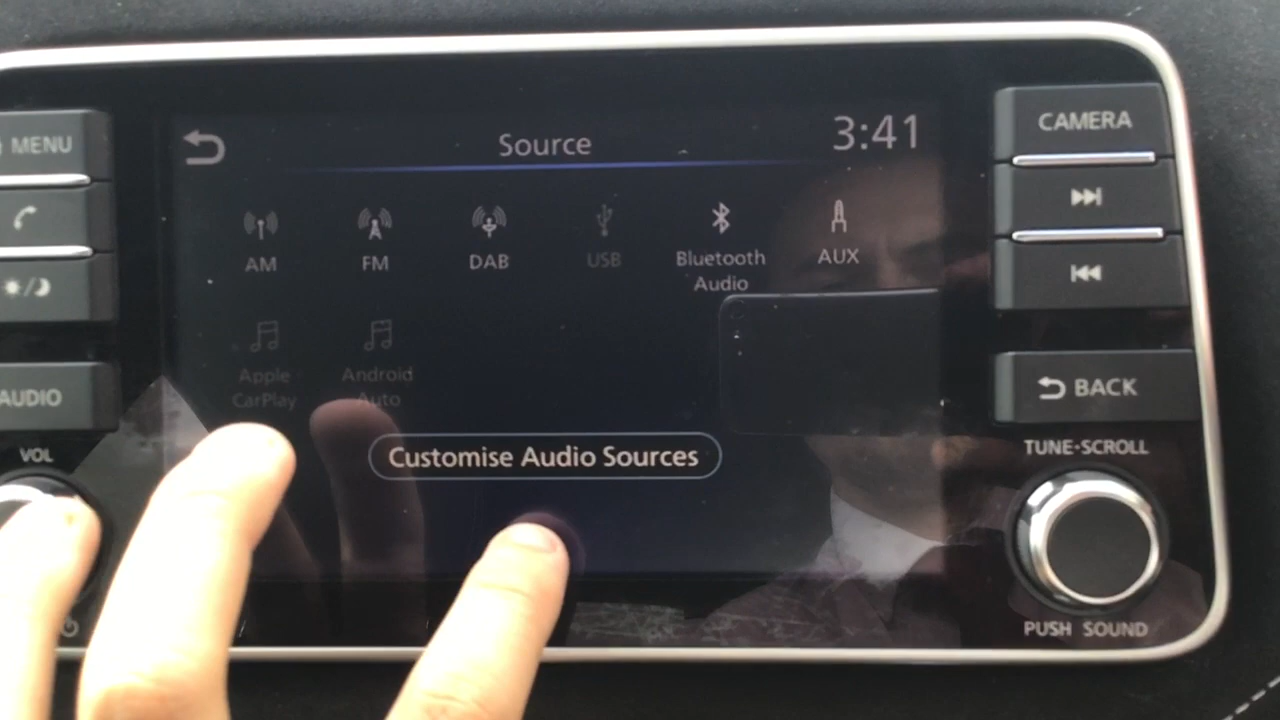 MENU
AUDIO
VOL
Source
3:41
AM
FM
DAB
USB
Bluetooth
Audio
AUX
Apple
CarPlay
Android
Auto
Customise Audio Sources
CAMERA
BACK
TUNE·SCROLL
PUSH SOUND